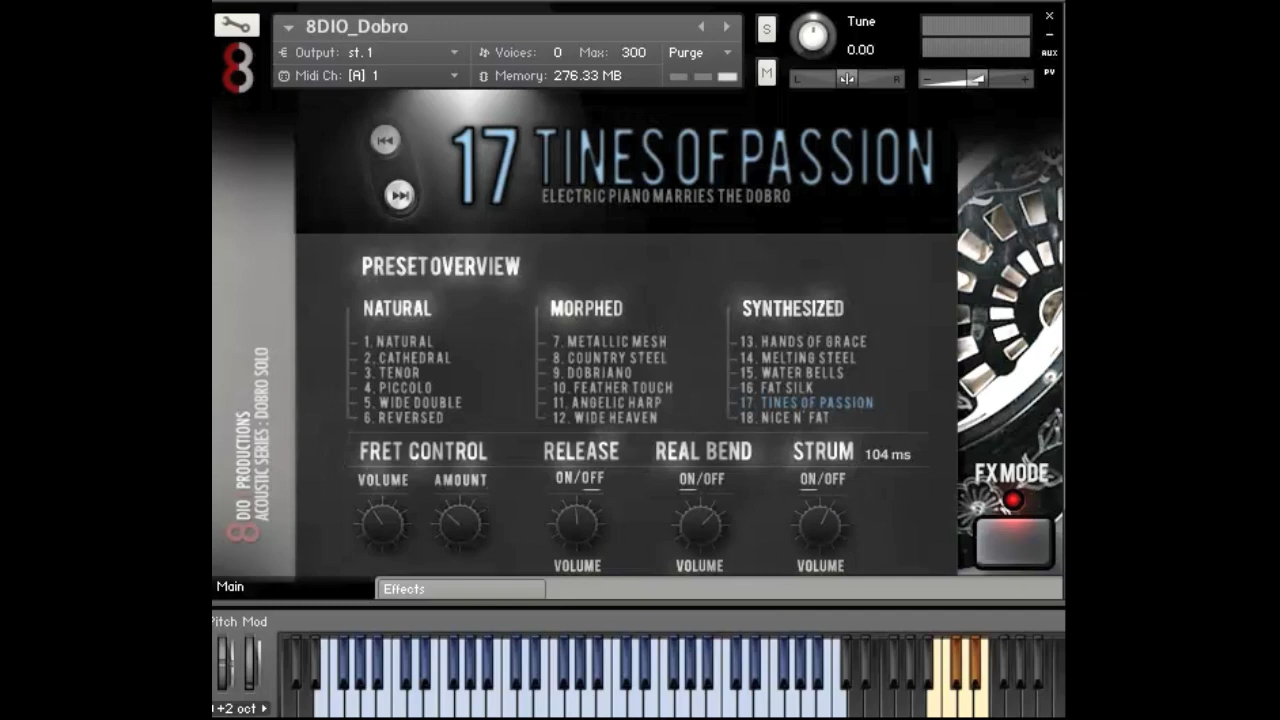 8DIO_Dobro
S
Tune
0.00
×
AUX
PV
Output: st.1
Voices: 0 Max: 300
Purge
Midi Ch: [A] 1
Memory: 276.33 MB
M
L
R
- +
17 TINES OF PASSION
ELECTRIC PIANO MARRIES THE DOBRO
PRESET OVERVIEW
NATURAL
1. NATURAL
2. CATHEDRAL
3. TENOR
4. PICCOLO
5. WIDE DOUBLE
6. REVERSED
MORPHED
7. METALLIC MESH
8. COUNTRY STEEL
9. DOBRIANO
10. FEATHER TOUCH
11. ANGELIC HARP
12. WIDE HEAVEN
SYNTHESIZED
13. HANDS OF GRACE
14. MELTING STEEL
15. WATER BELLS
16. FAT SILK
17. TINES OF PASSION
18. NICE N' FAT
8DIO PRODUCTIONS
ACOUSTIC SERIES : DOBRO SOLO
FRET CONTROL
VOLUME AMOUNT
RELEASE
ON/OFF
VOLUME
REAL BEND
ON/OFF
VOLUME
STRUM 104 ms
ON/OFF
VOLUME
FX MODE
Main
Effects
Pitch Mod
+2 oct